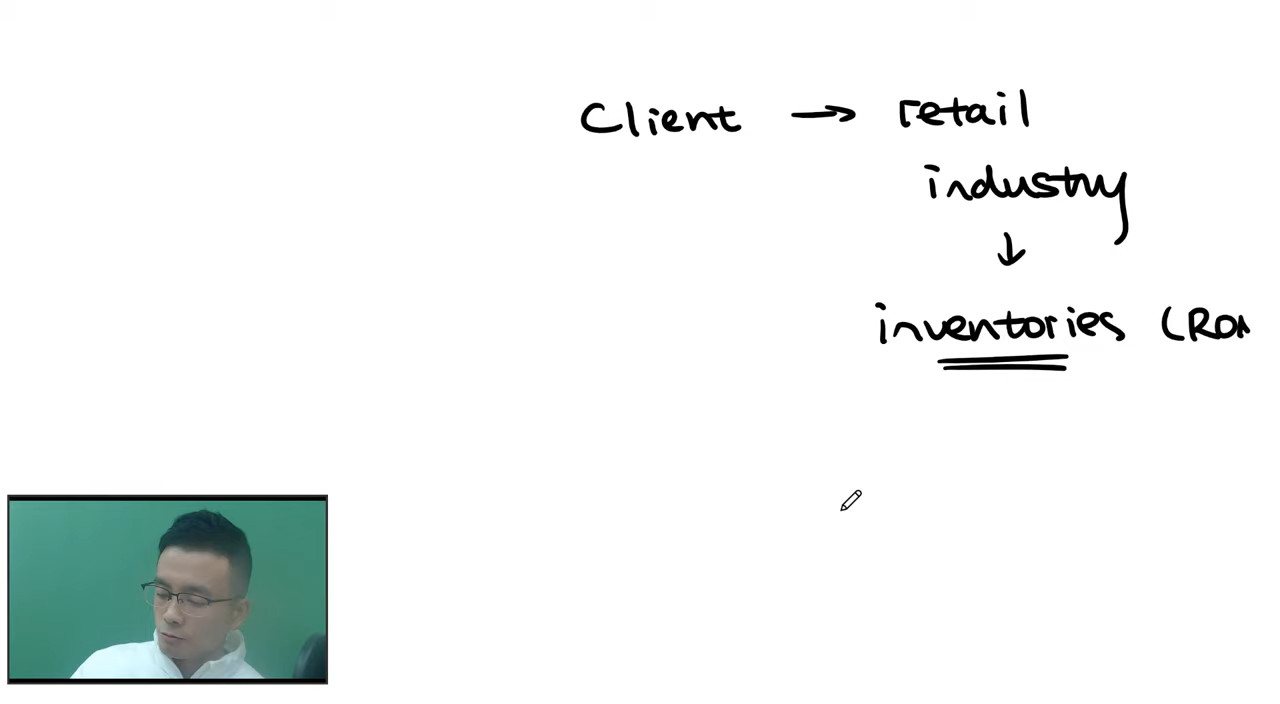 Client → retail
industry
↓
inventories